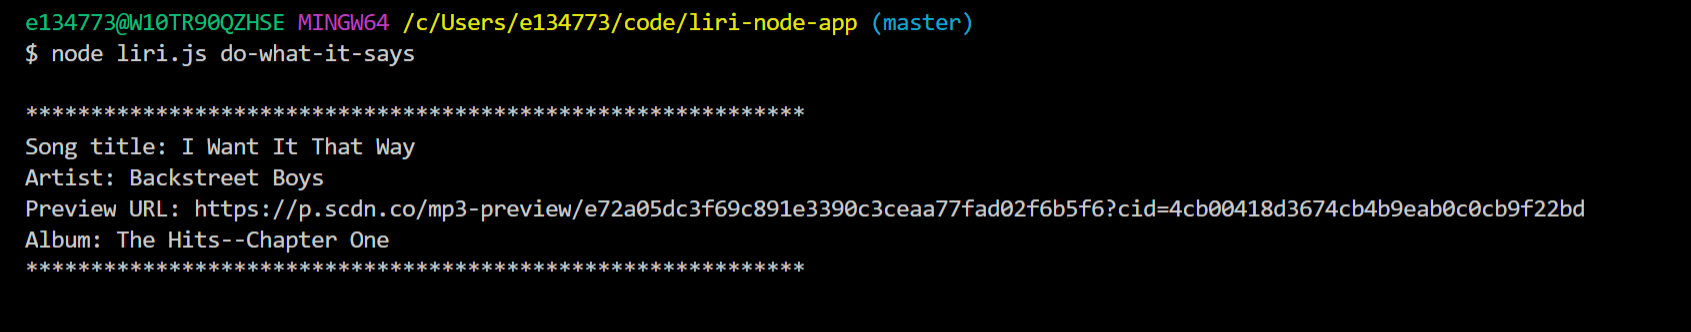 e134773@W10TR90QZHSE MINGW64 /c/Users/e134773/code/liri-node-app (master)
$ node liri.js do-what-it-says
************************************************************
Song title: I Want It That Way
Artist: Backstreet Boys
Preview URL: https://p.scdn.co/mp3-preview/e72a05dc3f69c891e3390c3ceaa77fad02f6b5f6?cid=4cb00418d3674cb4b9eab0c0cb9f22bd
Album: The Hits--Chapter One
************************************************************